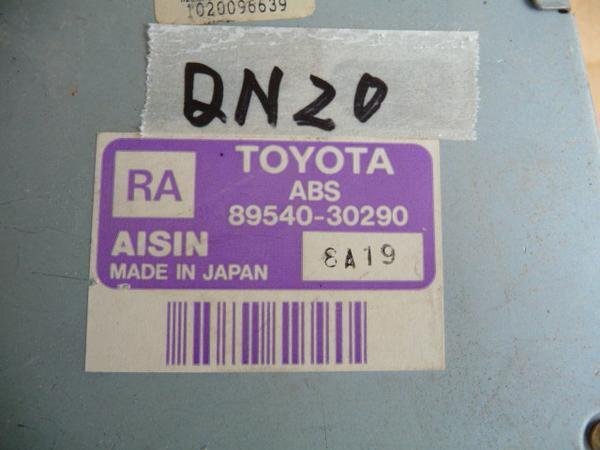 1020096639
QN20
RA
TOYOTA
ABS
89540-30290
AISIN
8A19
MADE IN JAPAN